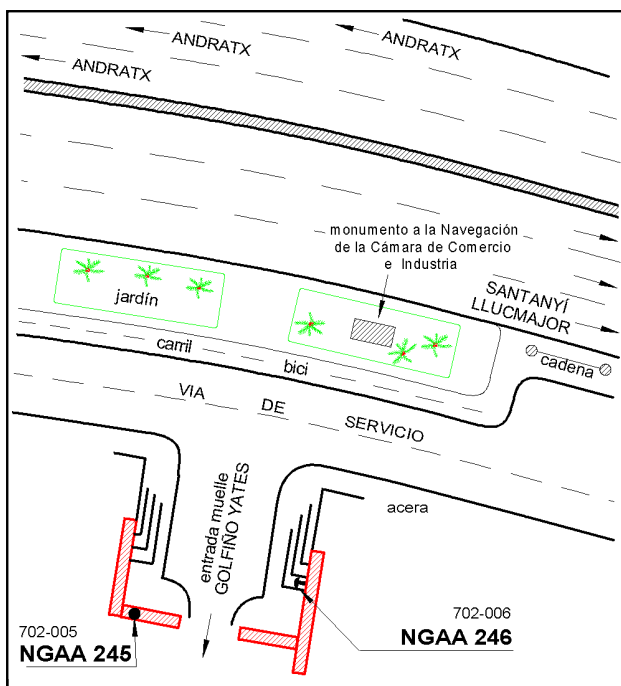 ANDRATX
ANDRATX
ANDRATX
monumento a la Navegación
de la Cámara de Comercio
e Industria
jardín
SANTANYÍ
LLUCMAJOR
carril
bici
cadena
VIA DE SERVICIO
entrada muelle
GOLFIÑO YATES
acera
702-005
NGAA 245
702-006
NGAA 246